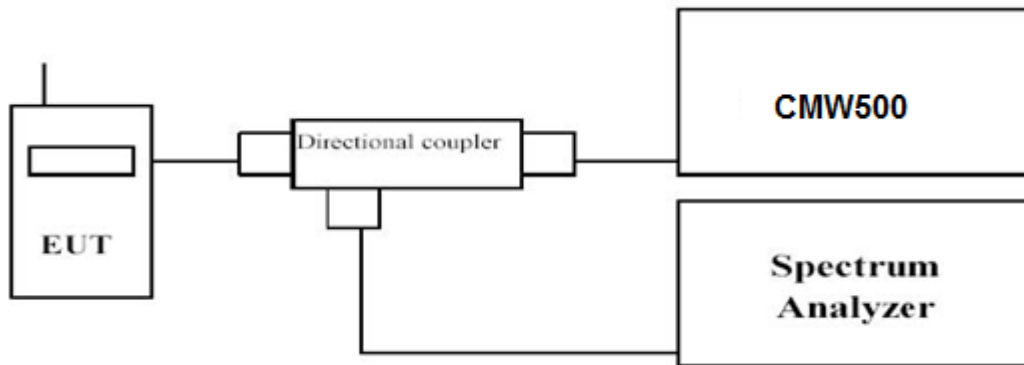 CMW500
Directional coupler
EUT
Spectrum
Analyzer